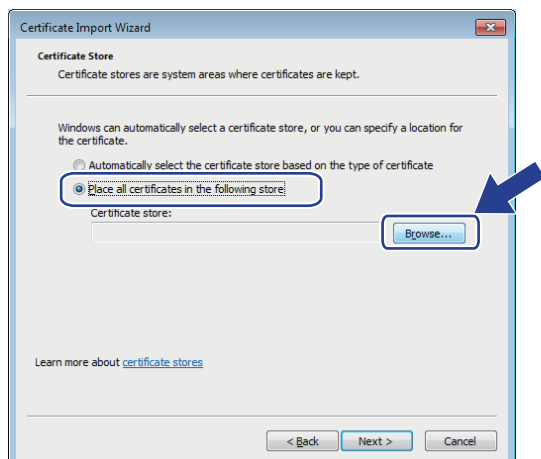 Certificate Import Wizard
Certificate Store
Certificate stores are system areas where certificates are kept.
Windows can automatically select a certificate store, or you can specify a location for
the certificate.
Automatically select the certificate store based on the type of certificate
Place all certificates in the following store
Certificate store:
Browse...
Learn more about certificate stores
< Back Next > Cancel